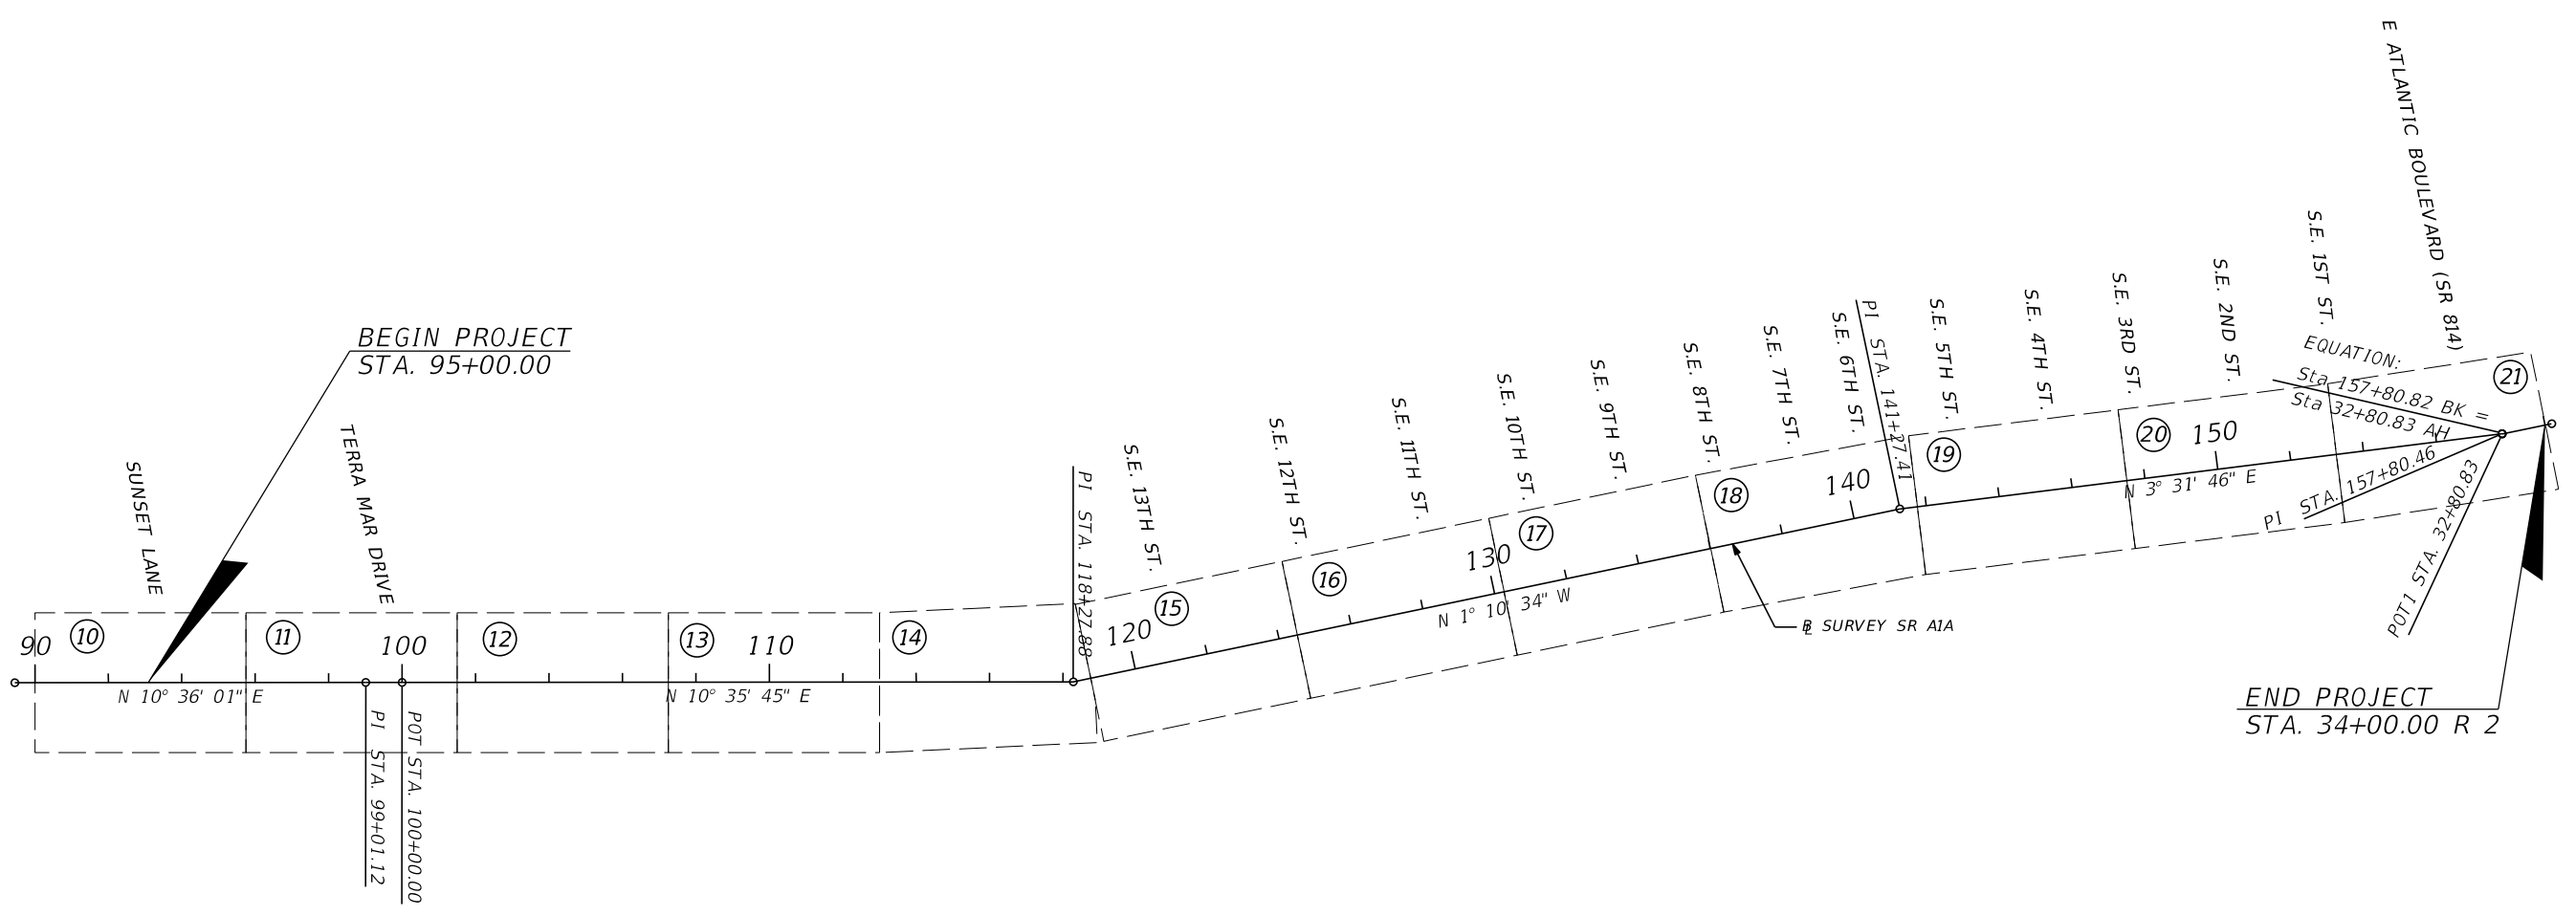 BEGIN PROJECT
STA. 95+00.00
SUNSET LANE
TERRA MAR DRIVE
S.E. 13TH ST.
S.E. 12TH ST.
S.E. 11TH ST.
S.E. 10TH ST.
S.E. 9TH ST.
S.E. 8TH ST.
S.E. 7TH ST.
S.E. 6TH ST.
S.E. 5TH ST.
S.E. 4TH ST.
S.E. 3RD ST.
S.E. 2ND ST.
S.E. 1ST ST.
E ATLANTIC BOULEVARD (SR 814)
90
10
11
100
12
13
110
14
120
15
16
130
17
18
140
19
20
150
21
N 10° 36' 01" E
N 10° 35' 45" E
N 1° 10' 34" W
N 3° 31' 46" E
PI STA. 99+01.12
POT STA. 100+00.00
PI STA. 118+27.88
PI STA. 141+27.41
EQUATION:
Sta 157+80.82 BK =
Sta 32+80.83 AH
PI STA. 157+80.46
POT1 STA. 32+80.83
BL SURVEY SR A1A
END PROJECT
STA. 34+00.00 R 2